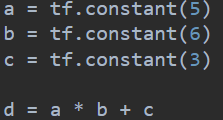 a = tf.constant(5)
b = tf.constant(6)
c = tf.constant(3)
d = a * b + c